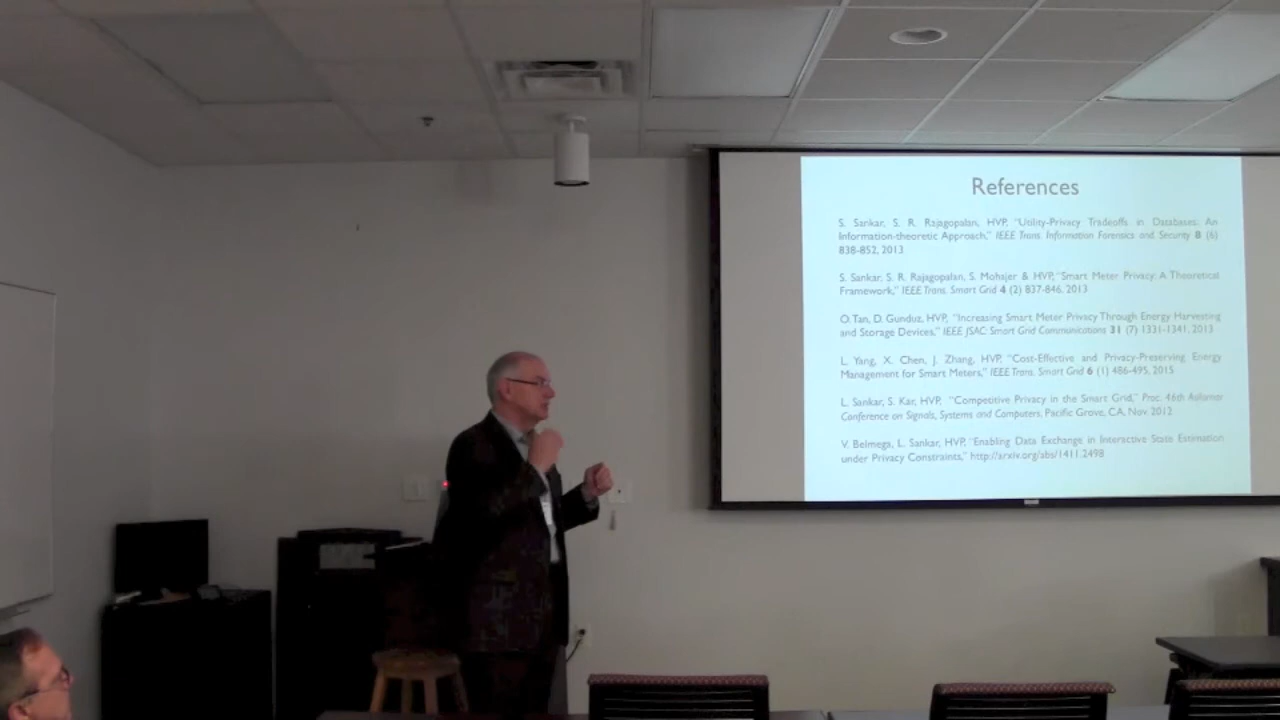 References
S. Sankar, S. R. Rajagopalan, HVP, "Utility-Privacy Tradeoffs in Databases: An
Information-theoretic Approach," IEEE Trans. Information Forensics and Security 8 (6)
838-852, 2013
S. Sankar, S. R. Rajagopalan, S. Mohajer & HVP, "Smart Meter Privacy: A Theoretical
Framework," IEEE Trans. Smart Grid 4 (2) 837-846, 2013
O. Tan, D. Gunduz, HVP, "Increasing Smart Meter Privacy Through Energy Harvesting
and Storage Devices," IEEE JSAC: Smart Grid Communications 31 (7) 1331-1341, 2013
L. Yang, X. Chen, J. Zhang, HVP, "Cost-Effective and Privacy-Preserving Energy
Management for Smart Meters," IEEE Trans. Smart Grid 6 (1) 486-495, 2015
L. Sankar, S. Kar, HVP, "Competitive Privacy in the Smart Grid," Proc. 46th Asilomar
Conference on Signals, Systems and Computers, Pacific Grove, CA, Nov. 2012
V. Belmega, L. Sankar, HVP, "Enabling Data Exchange in Interactive State Estimation
under Privacy Constraints," http://arxiv.org/abs/1411.2498